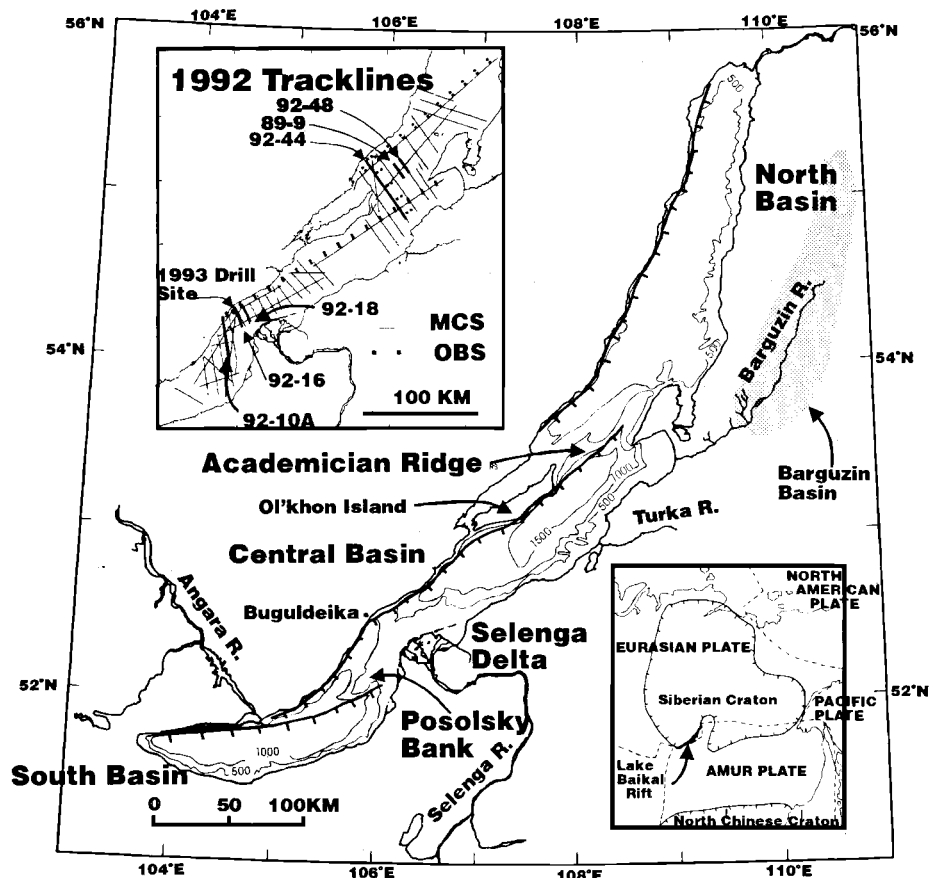 56°N
104°E
106°E
108°E
110°E
56°N
1992 Tracklines
92-48
89-9
92-44
1993 Drill
Site
92-18
MCS
OBS
92-16
100 KM
92-10A
500
North
Basin
Barguzin R.
500
54°N
54°N
Academician Ridge
Barguzin
Basin
Ol'khon Island
1000
500
1500
Turka R.
Central Basin
Angara R.
Buguldeika
Selenga
Delta
52°N
52°N
Posolsky
Bank
1000
500
South Basin
Selenga R.
0 50 100KM
NORTH
AMERICAN
PLATE
EURASIAN PLATE
Siberian Craton
PACIFIC
PLATE
Lake
Baikal
Rift
AMUR PLATE
North Chinese Craton
104°E
106°E
108°E
110°E